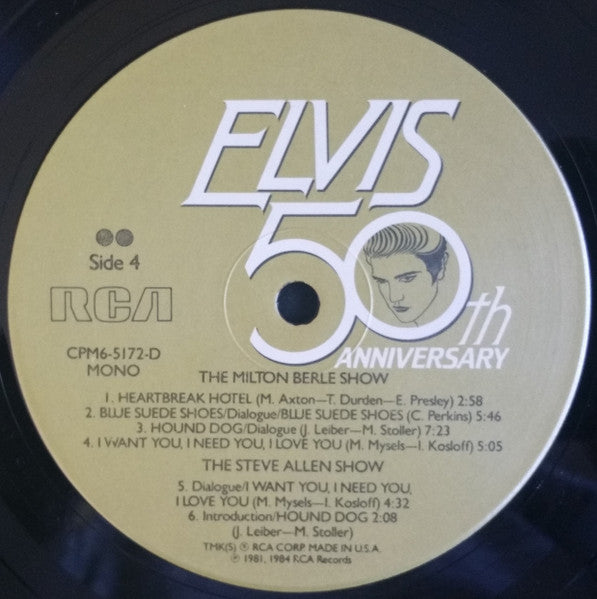 ELVIS
50th
ANNIVERSARY
Side 4
RCA
CPM6-5172-D
MONO
THE MILTON BERLE SHOW
1. HEARTBREAK HOTEL (M. Axton—T. Durden—E. Presley) 2:58
2. BLUE SUEDE SHOES/Dialogue/BLUE SUEDE SHOES (C. Perkins) 5:46
3. HOUND DOG/Dialogue (J. Leiber—M. Stoller) 7:23
4. I WANT YOU, I NEED YOU, I LOVE YOU (M. Mysels—I. Kosloff) 5:05
THE STEVE ALLEN SHOW
5. Dialogue/I WANT YOU, I NEED YOU,
I LOVE YOU (M. Mysels—I. Kosloff) 4:32
6. Introduction/HOUND DOG 2:08
(J. Leiber—M. Stoller)
TMK(S) ® RCA CORP. MADE IN U.S.A.
℗ 1981, 1984 RCA Records